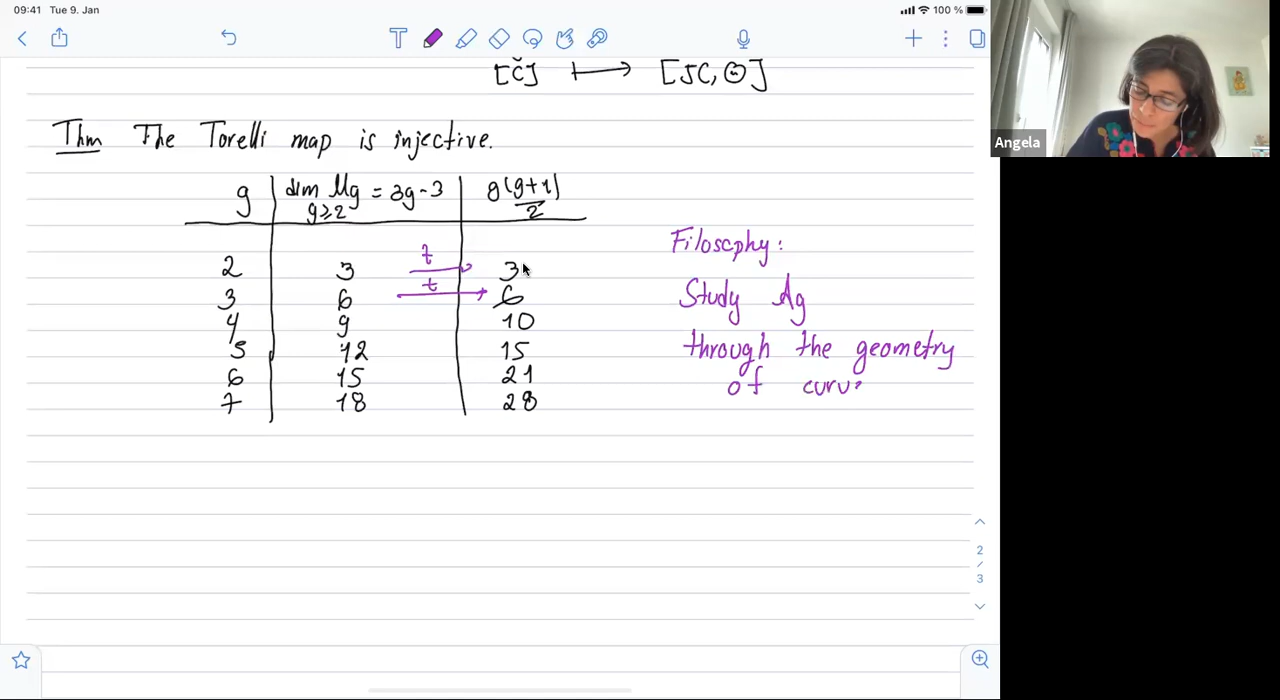 09:41 Tue 9. Jan
100 %
[Č] ⟼ [JC, Θ]
Thm The Torelli map is injective.
g | dim Mg = 3g-3 | g(g+1)/2
g≥2
2 | 3 | 3
t
3 | 6 | 6
t
4 | 9 | 10
5 | 12 | 15
6 | 15 | 21
7 | 18 | 28
Filosophy:
Study Ag
through the geometry
of curv
Angela
2
/
3